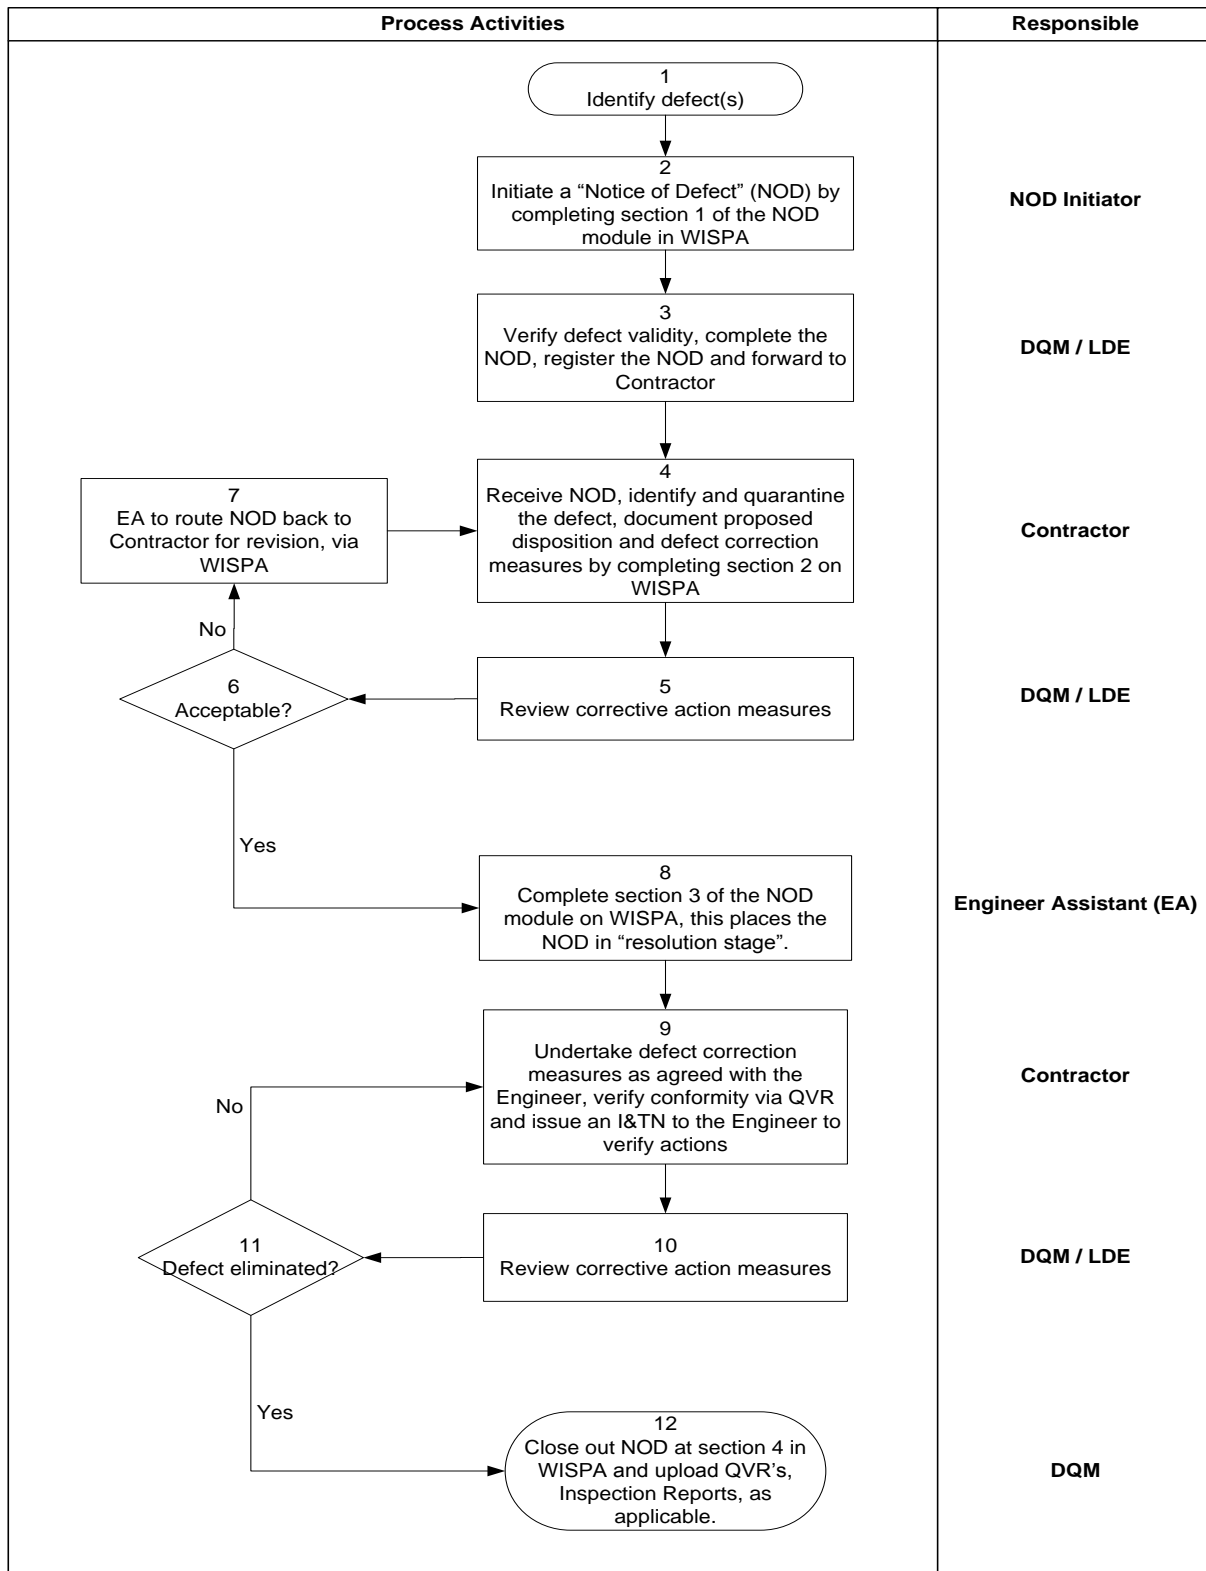 Process Activities
Responsible
1
Identify defect(s)
2
Initiate a “Notice of Defect” (NOD) by
completing section 1 of the NOD
module in WISPA
NOD Initiator
3
Verify defect validity, complete the
NOD, register the NOD and forward to
Contractor
DQM / LDE
4
Receive NOD, identify and quarantine
the defect, document proposed
disposition and defect correction
measures by completing section 2 on
WISPA
Contractor
7
EA to route NOD back to
Contractor for revision, via
WISPA
No
6
Acceptable?
5
Review corrective action measures
DQM / LDE
Yes
8
Complete section 3 of the NOD
module on WISPA, this places the
NOD in “resolution stage”.
Engineer Assistant (EA)
9
Undertake defect correction
measures as agreed with the
Engineer, verify conformity via QVR
and issue an I&TN to the Engineer to
verify actions
Contractor
No
11
Defect eliminated?
10
Review corrective action measures
DQM / LDE
Yes
12
Close out NOD at section 4 in
WISPA and upload QVR's,
Inspection Reports, as
applicable.
DQM